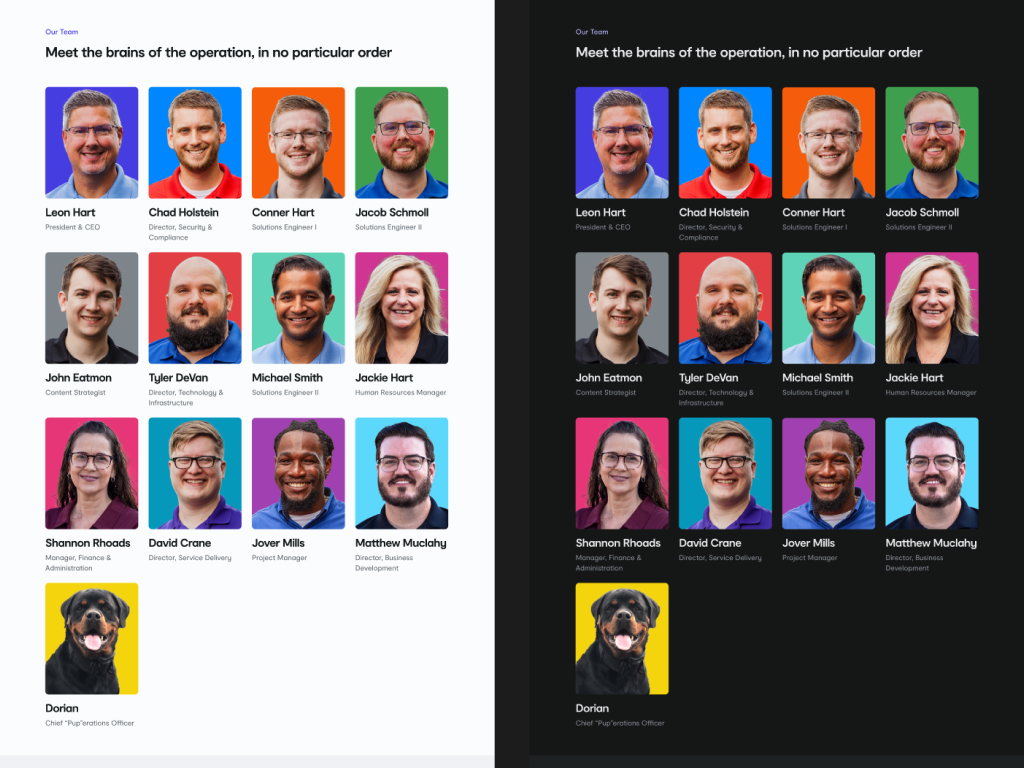 Our Team
Meet the brains of the operation, in no particular order
Leon Hart
President & CEO
Chad Holstein
Director, Security &
Compliance
Conner Hart
Solutions Engineer I
Jacob Schmoll
Solutions Engineer II
John Eatmon
Content Strategist
Tyler DeVan
Director, Technology &
Infrastructure
Michael Smith
Solutions Engineer II
Jackie Hart
Human Resources Manager
Shannon Rhoads
Manager, Finance &
Administration
David Crane
Director, Service Delivery
Jover Mills
Project Manager
Matthew Muclahy
Director, Business
Development
Dorian
Chief "Pup"erations Officer
Our Team
Meet the brains of the operation, in no particular order
Leon Hart
President & CEO
Chad Holstein
Director, Security &
Compliance
Conner Hart
Solutions Engineer I
Jacob Schmoll
Solutions Engineer II
John Eatmon
Content Strategist
Tyler DeVan
Director, Technology &
Infrastructure
Michael Smith
Solutions Engineer II
Jackie Hart
Human Resources Manager
Shannon Rhoads
Manager, Finance &
Administration
David Crane
Director, Service Delivery
Jover Mills
Project Manager
Matthew Muclahy
Director, Business
Development
Dorian
Chief "Pup"erations Officer